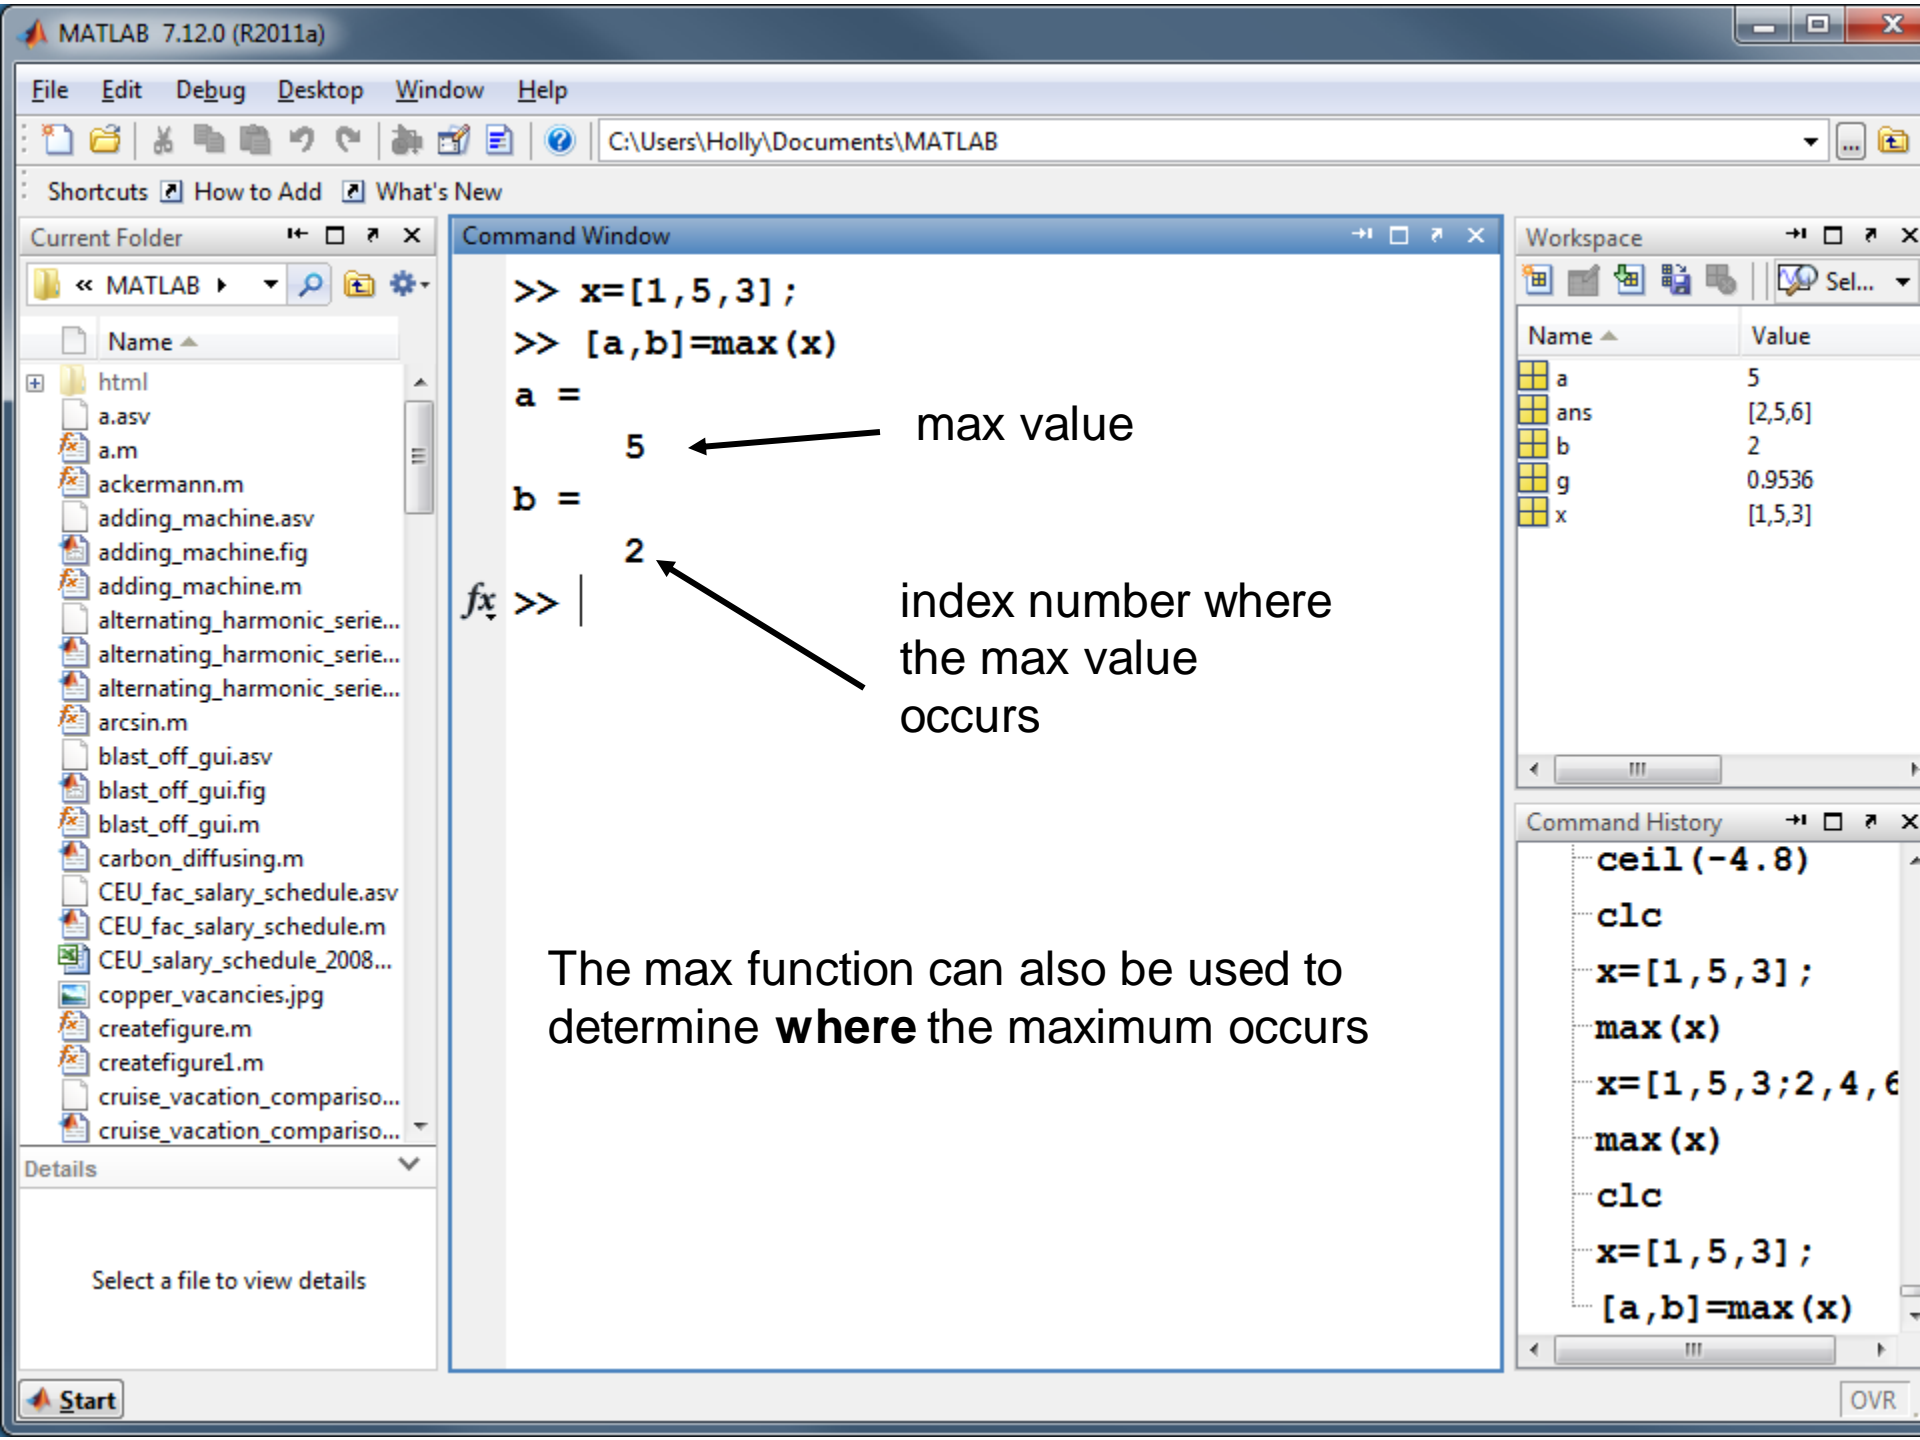 MATLAB 7.12.0 (R2011a)
File Edit Debug Desktop Window Help
C:\Users\Holly\Documents\MATLAB
Shortcuts How to Add What's New
Current Folder
« MATLAB
Name
html
a.asv
a.m
ackermann.m
adding_machine.asv
adding_machine.fig
adding_machine.m
alternating_harmonic_serie...
alternating_harmonic_serie...
alternating_harmonic_serie...
arcsin.m
blast_off_gui.asv
blast_off_gui.fig
blast_off_gui.m
carbon_diffusing.m
CEU_fac_salary_schedule.asv
CEU_fac_salary_schedule.m
CEU_salary_schedule_2008...
copper_vacancies.jpg
createfigure.m
createfigure1.m
cruise_vacation_compariso...
cruise_vacation_compariso...
Details
Select a file to view details
Command Window
>> x=[1,5,3];
>> [a,b]=max(x)
a =
5
b =
2
fx >>
max value
index number where
the max value
occurs
The max function can also be used to
determine where the maximum occurs
Workspace
Sel...
Name Value
a 5
ans [2,5,6]
b 2
g 0.9536
x [1,5,3]
Command History
ceil(-4.8)
clc
x=[1,5,3];
max(x)
x=[1,5,3;2,4,6
max(x)
clc
x=[1,5,3];
[a,b]=max(x)
Start
OVR